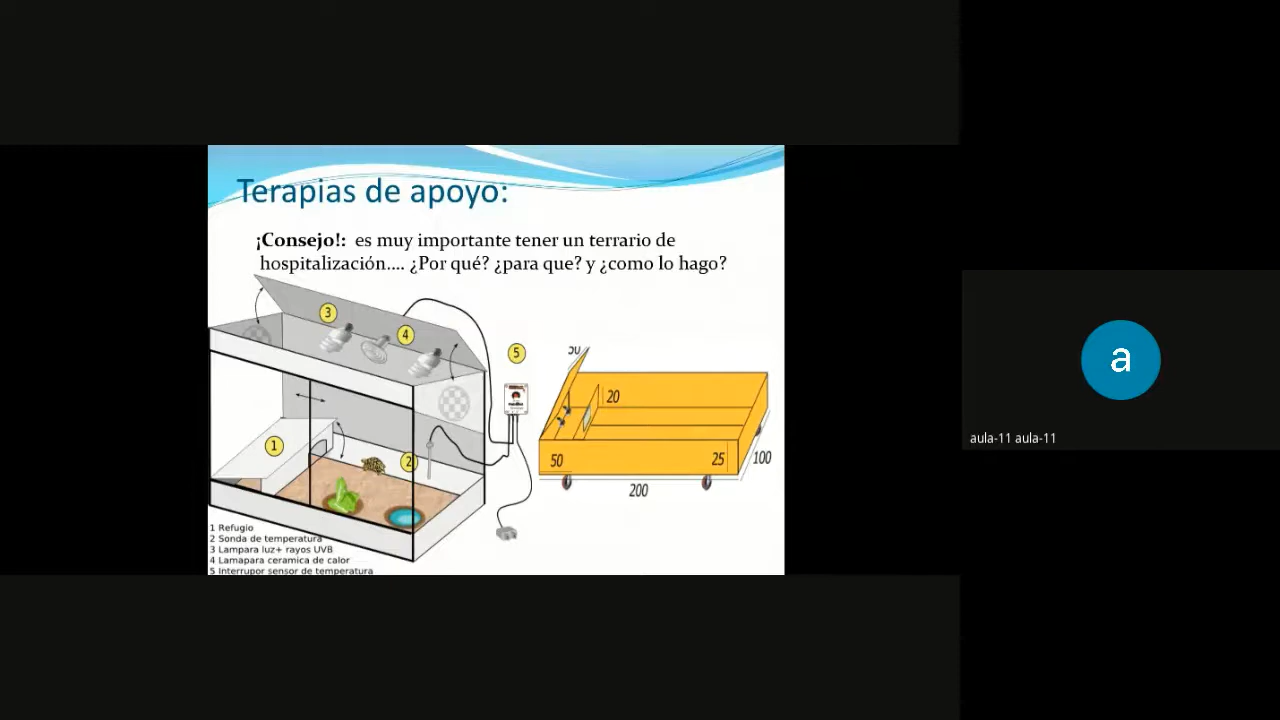 Terapias de apoyo:
¡Consejo!: es muy importante tener un terrario de
hospitalización.... ¿Por qué? ¿para que? y ¿como lo hago?
3
4
5
1
2
50
20
50
25
100
200
1 Refugio
2 Sonda de temperatura
3 Lampara luz+ rayos UVB
4 Lamapara ceramica de calor
5 Interrupor sensor de temperatura
a
aula-11 aula-11